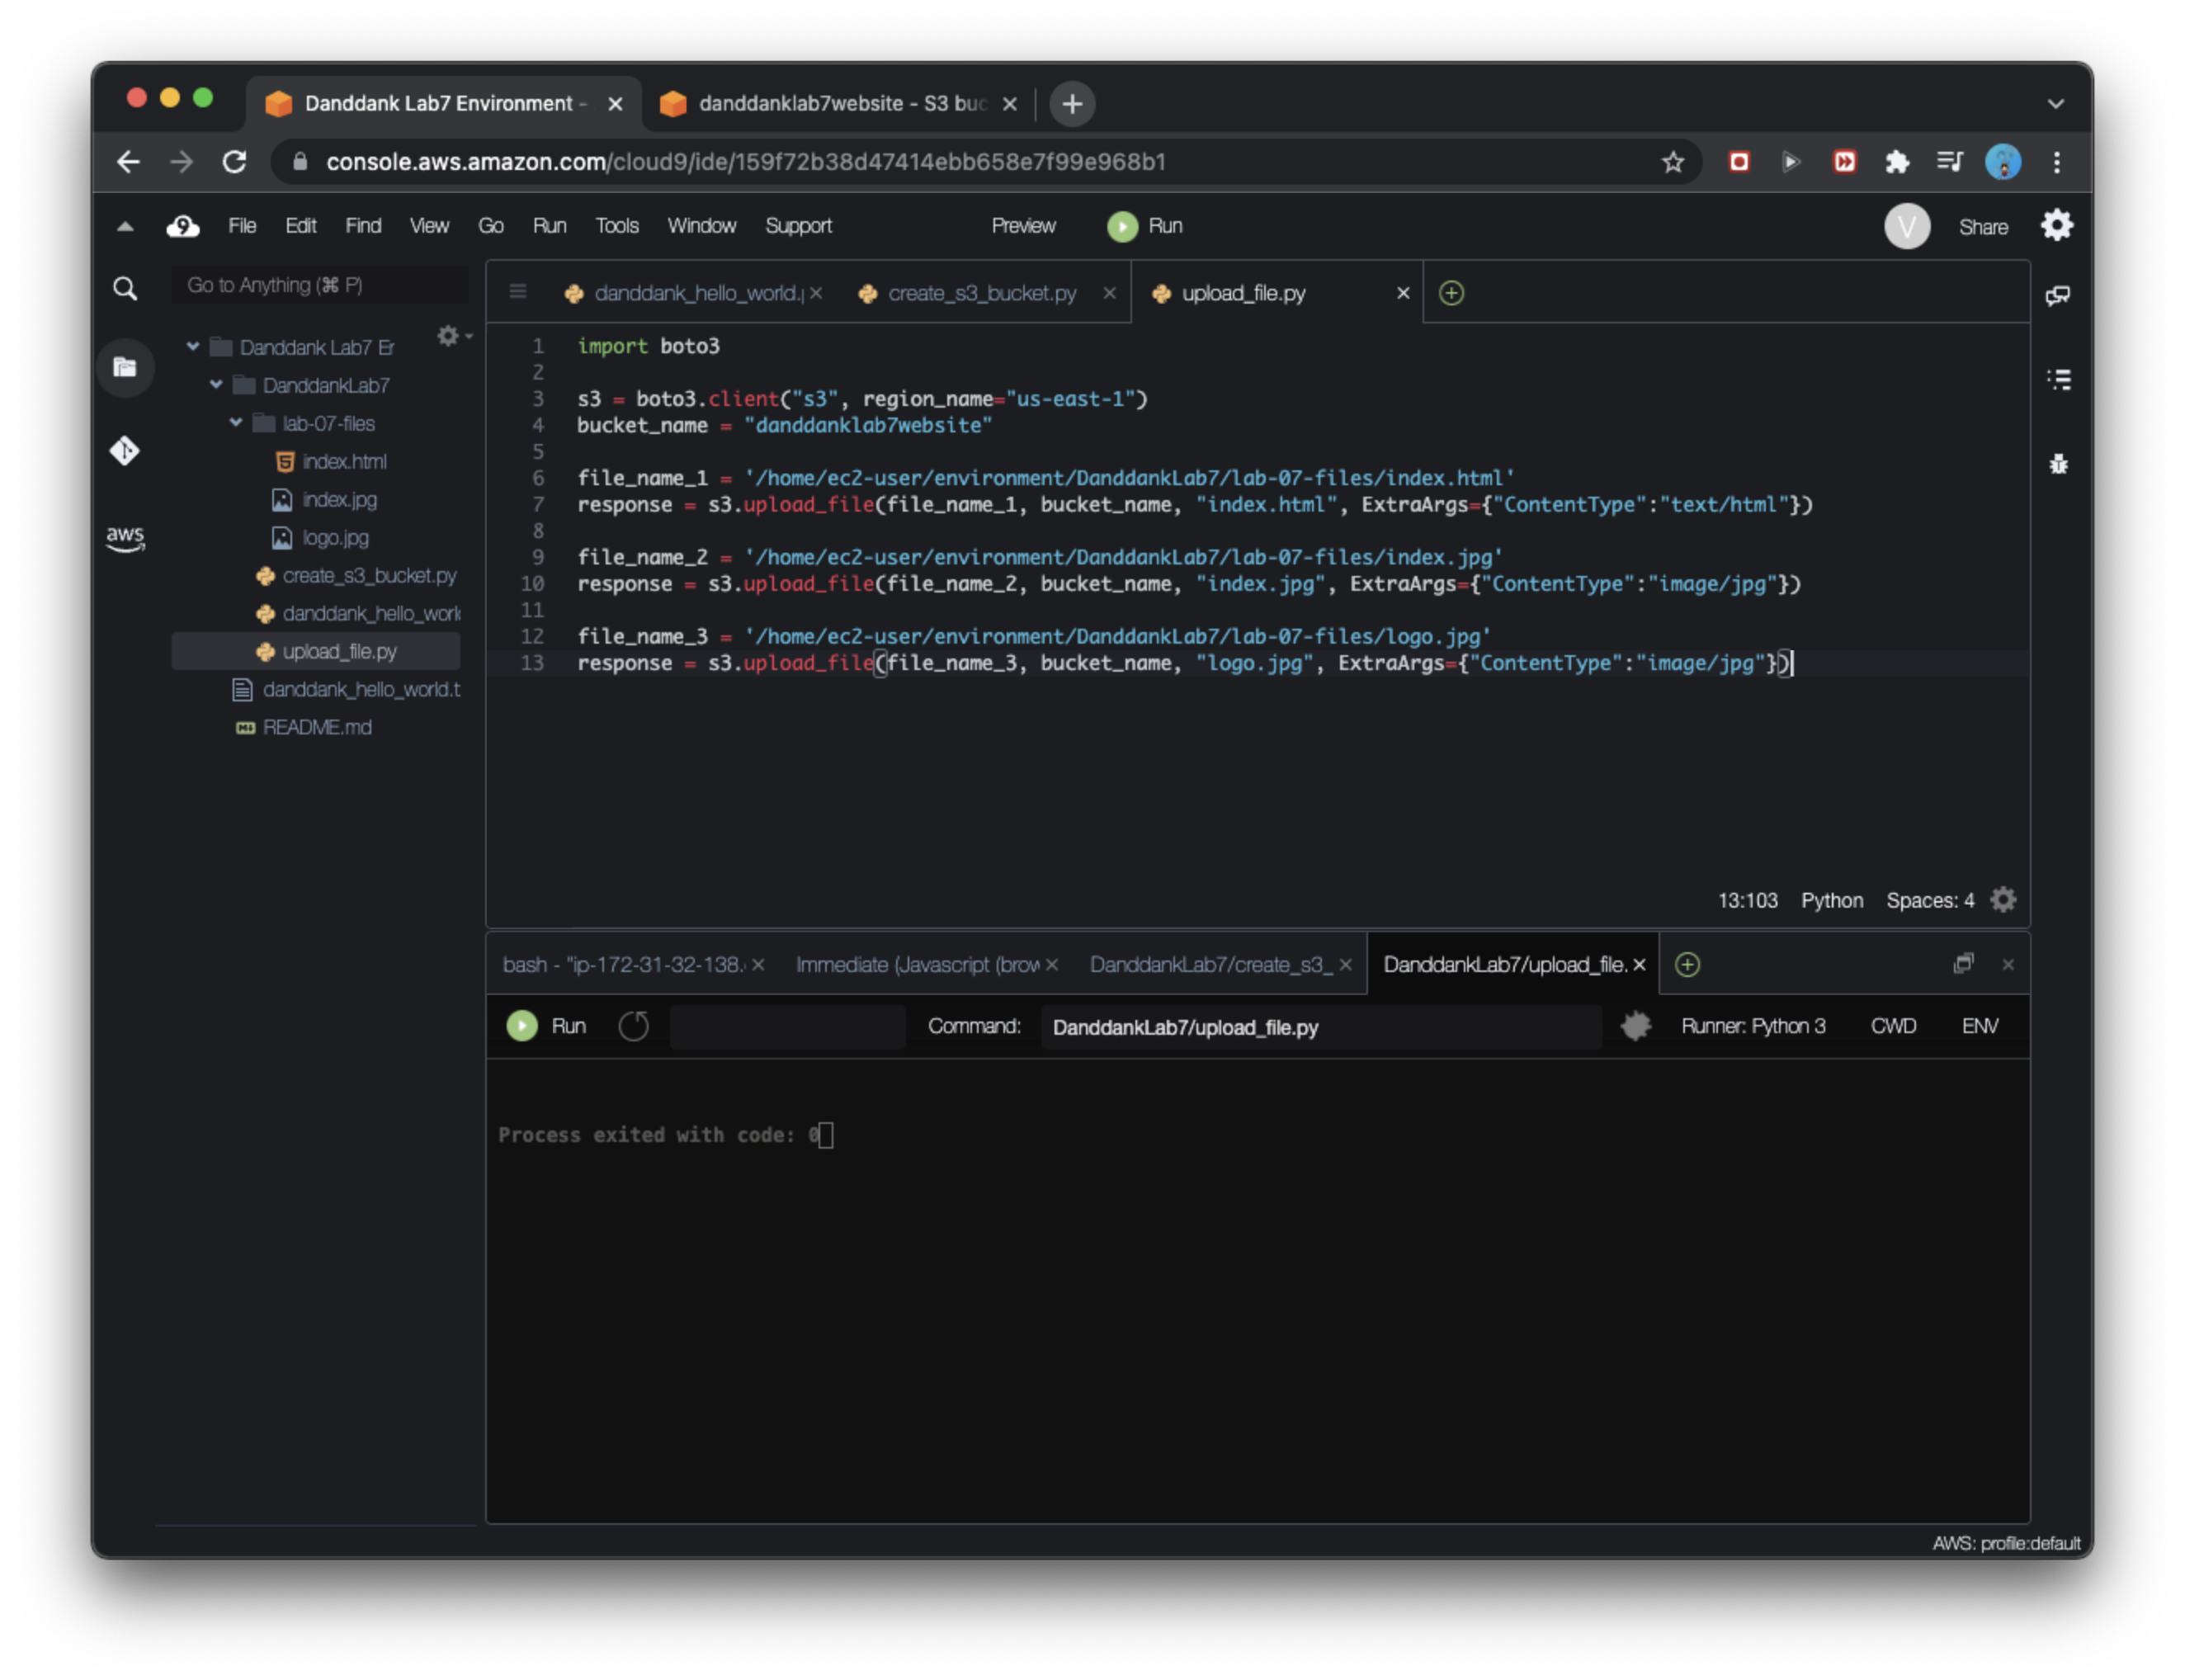 Danddank Lab7 Environment -
danddanklab7website - S3 buc
console.aws.amazon.com/cloud9/ide/159f72b38d47414ebb658e7f99e968b1
9 File Edit Find View Go Run Tools Window Support Preview Run V Share
Go to Anything (⌘ P)
danddank_hello_world.p
create_s3_bucket.py
upload_file.py
Danddank Lab7 Er
DanddankLab7
lab-07-files
index.html
index.jpg
logo.jpg
create_s3_bucket.py
danddank_hello_world
upload_file.py
danddank_hello_world.t
README.md
aws
1 import boto3
2
3 s3 = boto3.client("s3", region_name="us-east-1")
4 bucket_name = "danddanklab7website"
5
6 file_name_1 = '/home/ec2-user/environment/DanddankLab7/lab-07-files/index.html'
7 response = s3.upload_file(file_name_1, bucket_name, "index.html", ExtraArgs={"ContentType":"text/html"})
8
9 file_name_2 = '/home/ec2-user/environment/DanddankLab7/lab-07-files/index.jpg'
10 response = s3.upload_file(file_name_2, bucket_name, "index.jpg", ExtraArgs={"ContentType":"image/jpg"})
11
12 file_name_3 = '/home/ec2-user/environment/DanddankLab7/lab-07-files/logo.jpg'
13 response = s3.upload_file(file_name_3, bucket_name, "logo.jpg", ExtraArgs={"ContentType":"image/jpg"})
13:103 Python Spaces: 4
bash - "ip-172-31-32-138.
Immediate (Javascript (brow
DanddankLab7/create_s3_
DanddankLab7/upload_file.
Run Command: DanddankLab7/upload_file.py Runner: Python 3 CWD ENV
Process exited with code: 0
AWS: profile:default